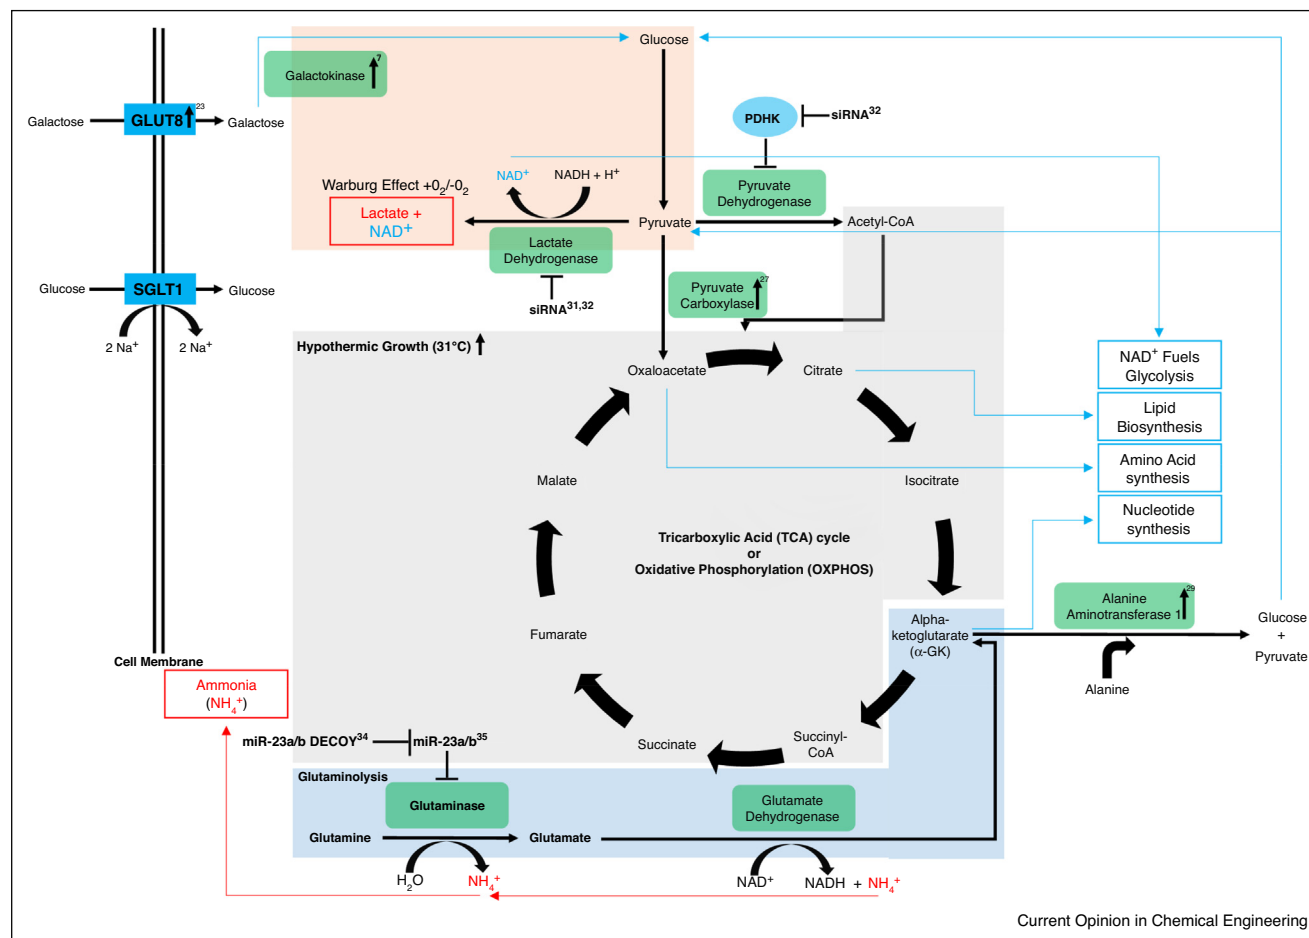 Glucose
Galactokinase 7
GLUT8 23
Galactose
Galactose
PDHK
siRNA32
NAD+
NADH + H+
Pyruvate
Dehydrogenase
Warburg Effect +02/-02
Lactate +
NAD+
Pyruvate
Acetyl-CoA
Lactate
Dehydrogenase
siRNA31,32
Pyruvate
Carboxylase 27
Glucose
SGLT1
Glucose
2 Na+
2 Na+
Hypothermic Growth (31°C)
Oxaloacetate
Citrate
NAD+ Fuels
Glycolysis
Lipid
Biosynthesis
Amino Acid
synthesis
Nucleotide
synthesis
Malate
Isocitrate
Tricarboxylic Acid (TCA) cycle
or
Oxidative Phosphorylation (OXPHOS)
Alanine
Aminotransferase 1 29
Fumarate
Alpha-
ketoglutarate
(α-GK)
Glucose
+
Pyruvate
Alanine
Cell Membrane
Ammonia
(NH4+)
miR-23a/b DECOY34
miR-23a/b35
Succinate
Succinyl-
CoA
Glutaminolysis
Glutaminase
Glutamate
Dehydrogenase
Glutamine
Glutamate
H2O
NH4+
NAD+
NADH + NH4+
Current Opinion in Chemical Engineering